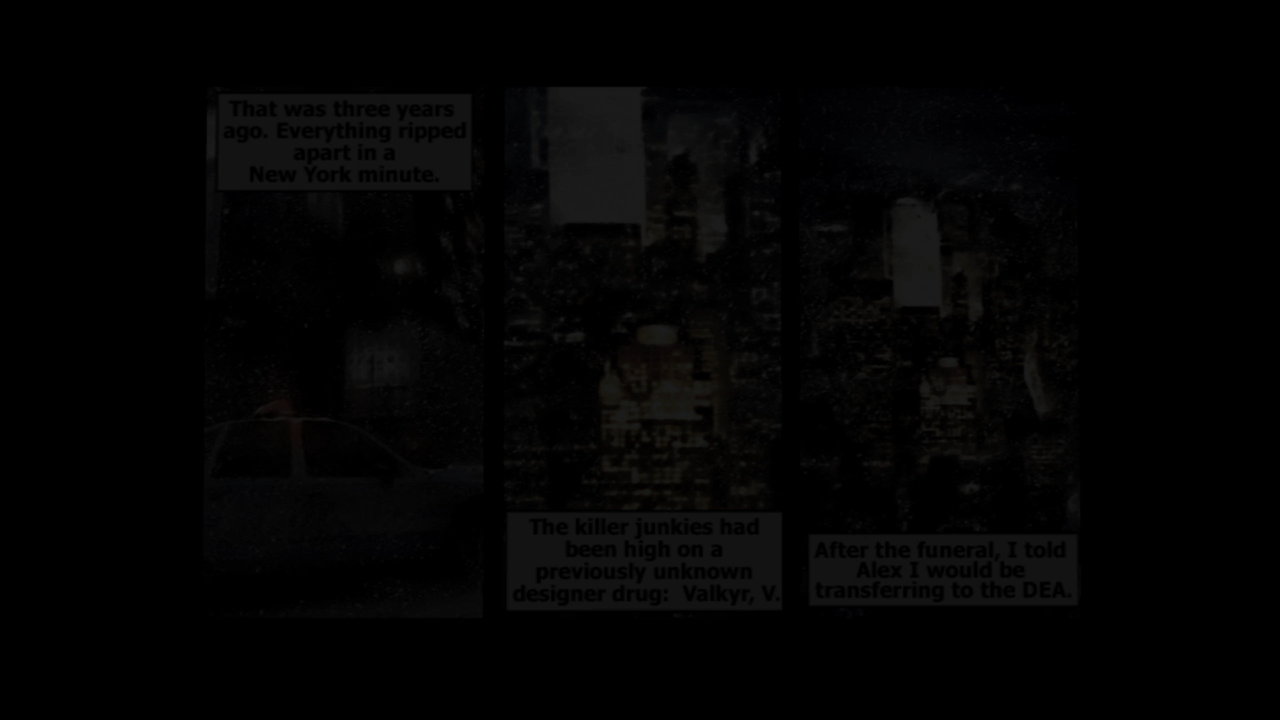 That was three years
ago. Everything ripped
apart in a
New York minute.
The killer junkies had
been high on a
previously unknown
designer drug: Valkyr, V.
After the funeral, I told
Alex I would be
transferring to the DEA.